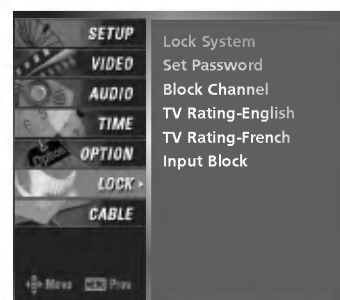 SETUP
VIDEO
AUDIO
TIME
OPTION
LOCK
CABLE
Lock System
Set Password
Block Channel
TV Rating-English
TV Rating-French
Input Block
Move
MENU Prev